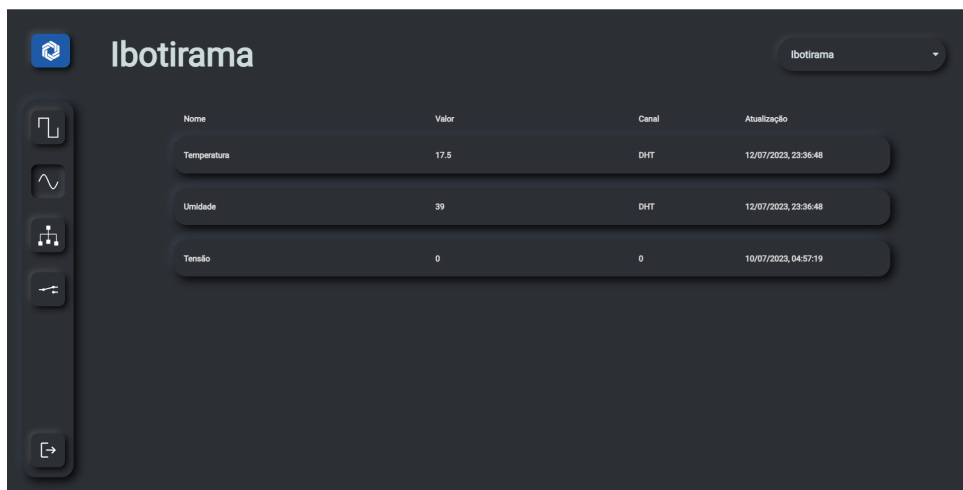 Ibotirama
Ibotirama
Nome Valor Canal Atualização
Temperatura 17.5 DHT 12/07/2023, 23:36:48
Umidade 39 DHT 12/07/2023, 23:36:48
Tensão 0 0 10/07/2023, 04:57:19